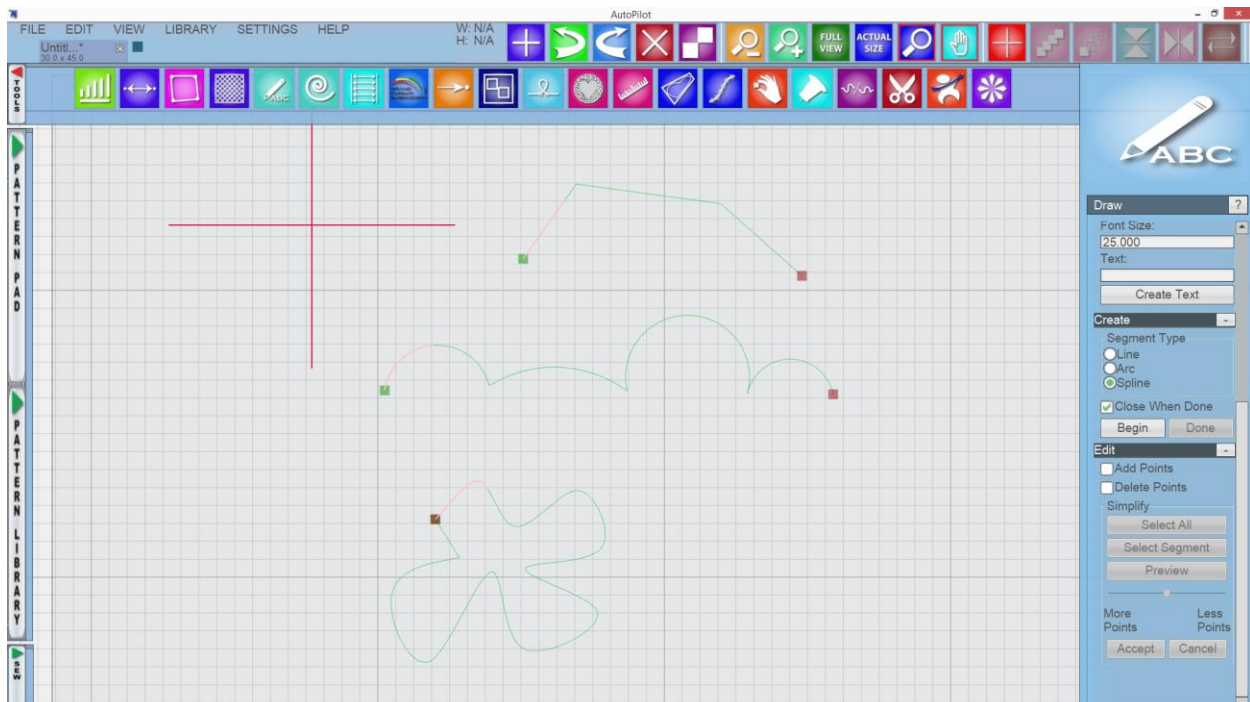 AutoPilot
FILE EDIT VIEW LIBRARY SETTINGS HELP
W: N/A
H: N/A
FULL VIEW
ACTUAL SIZE
Untitl...*
30.0 x 45.0
TOOLS
ABC
PATTERN PAD
PATTERN LIBRARY
SEW
ABC
Draw ?
Font Size:
25.000
Text:
Create Text
Create -
Segment Type
Line
Arc
Spline
Close When Done
Begin Done
Edit -
Add Points
Delete Points
Simplify
Select All
Select Segment
Preview
More Less
Points Points
Accept Cancel